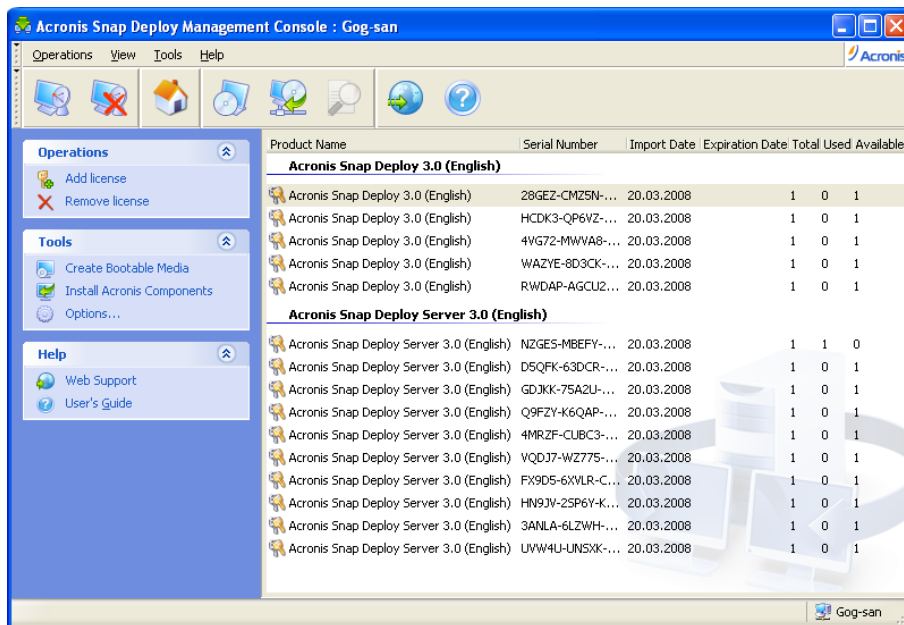 Acronis Snap Deploy Management Console : Gog-san
Operations View Tools Help
Acronis
Operations
Add license
Remove license
Tools
Create Bootable Media
Install Acronis Components
Options...
Help
Web Support
User's Guide
Product Name Serial Number Import Date Expiration Date Total Used Available
Acronis Snap Deploy 3.0 (English)
Acronis Snap Deploy 3.0 (English) 28GEZ-CMZ5N-... 20.03.2008 1 0 1
Acronis Snap Deploy 3.0 (English) HCDK3-QP6VZ-... 20.03.2008 1 0 1
Acronis Snap Deploy 3.0 (English) 4VG72-MWVA8-... 20.03.2008 1 0 1
Acronis Snap Deploy 3.0 (English) WAZYE-8D3CK-... 20.03.2008 1 0 1
Acronis Snap Deploy 3.0 (English) RWDAP-AGCU2... 20.03.2008 1 0 1
Acronis Snap Deploy Server 3.0 (English)
Acronis Snap Deploy Server 3.0 (English) NZGES-MBEFY-... 20.03.2008 1 1 0
Acronis Snap Deploy Server 3.0 (English) D5QFK-63DCR-... 20.03.2008 1 0 1
Acronis Snap Deploy Server 3.0 (English) GDJKK-75A2U-... 20.03.2008 1 0 1
Acronis Snap Deploy Server 3.0 (English) Q9FZY-K6QAP-... 20.03.2008 1 0 1
Acronis Snap Deploy Server 3.0 (English) 4MRZF-CUBC3-... 20.03.2008 1 0 1
Acronis Snap Deploy Server 3.0 (English) VQDJ7-WZ775-... 20.03.2008 1 0 1
Acronis Snap Deploy Server 3.0 (English) FX9D5-6XVLR-C... 20.03.2008 1 0 1
Acronis Snap Deploy Server 3.0 (English) HN9JV-2SP6Y-K... 20.03.2008 1 0 1
Acronis Snap Deploy Server 3.0 (English) 3ANLA-6LZWH-... 20.03.2008 1 0 1
Acronis Snap Deploy Server 3.0 (English) UVW4U-UNSXK-... 20.03.2008 1 0 1
Gog-san